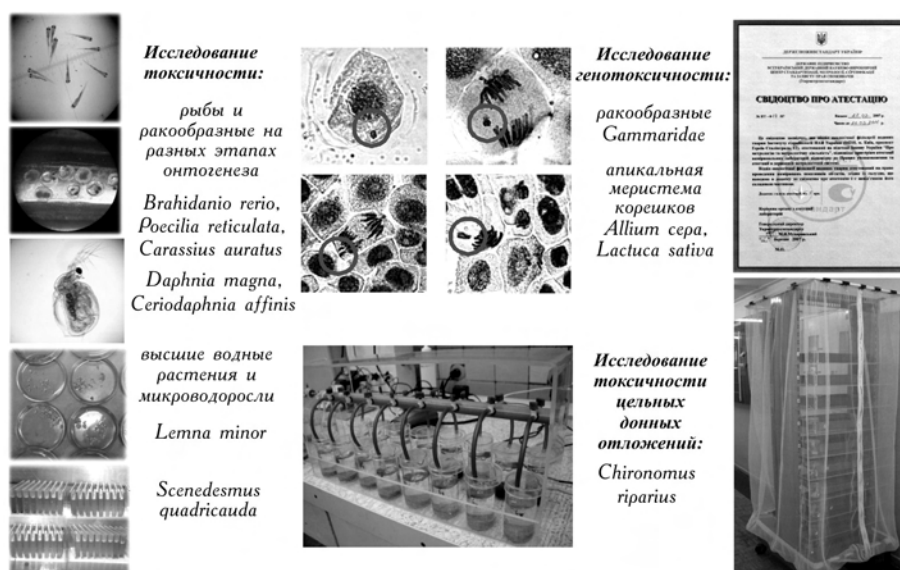 Исследование
токсичности:
рыбы и
ракообразные на
разных этапах
онтогенеза
Brahidanio rerio,
Poecilia reticulata,
Carassius auratus
Daphnia magna,
Ceriodaphnia affinis
высшие водные
растения и
микроводоросли
Lemna minor
Scenedesmus
quadricauda
Исследование
генотоксичности:
ракообразные
Gammaridae
апикальная
меристема
корешков
Allium cepa,
Lactuca sativa
Исследование
токсичности
цельных
донных
отложений:
Chironomus
riparius
ДЕРЖСТАНДАРТ УКРАЇНИ
СВІДОЦТВО ПРО АТЕСТАЦІЮ